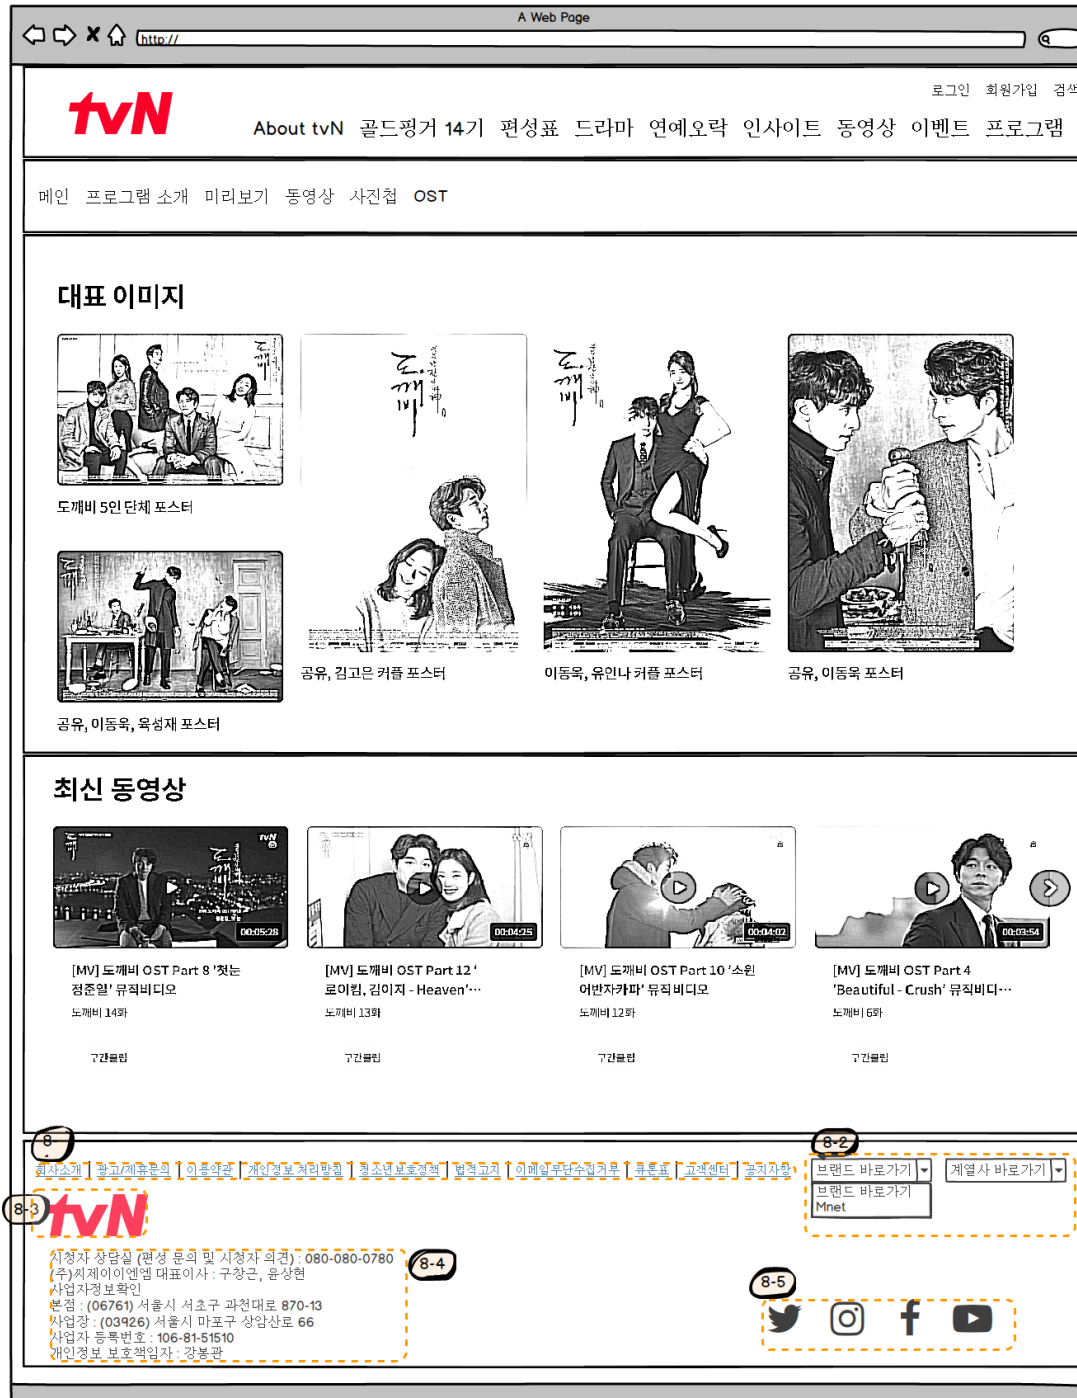 A Web Page
http://
tvN
로그인 회원가입 검색
About tvN 골드핑거 14기 편성표 드라마 연예오락 인사이트 동영상 이벤트 프로그램
메인 프로그램 소개 미리보기 동영상 사진첩 OST
대표 이미지
도깨비
도깨비
도깨비 5인 단체 포스터
공유, 김고은 커플 포스터
이동욱, 유인나 커플 포스터
공유, 이동욱 포스터
공유, 이동욱, 육성재 포스터
최신 동영상
tvN
00:05:28
00:04:25
00:04:02
00:03:54
[MV] 도깨비 OST Part 8 '첫눈
정준일' 뮤직비디오
도깨비 14화
구간클립
[MV] 도깨비 OST Part 12 '
로이킴, 김이지 - Heaven'…
도깨비 13화
구간클립
[MV] 도깨비 OST Part 10 '소원
어반자카파' 뮤직비디오
도깨비 12화
구간클립
[MV] 도깨비 OST Part 4
'Beautiful - Crush' 뮤직비디…
도깨비 6화
구간클립
8-
8-2
회사소개 | 광고/제휴문의 | 이용약관 | 개인정보 처리방침 | 청소년보호정책 | 법적고지 | 이메일무단수집거부 | 큐톤표 | 고객센터 | 공지사항
브랜드 바로가기
계열사 바로가기
브랜드 바로가기
Mnet
8-3
tvN
8-4
시청자 상담실 (편성 문의 및 시청자 의견) : 080-080-0780
(주)씨제이이엔엠 대표이사 : 구창근, 윤상현
사업자정보확인
본점 : (06761) 서울시 서초구 과천대로 870-13
사업장 : (03926) 서울시 마포구 상암산로 66
사업자 등록번호 : 106-81-51510
개인정보 보호책임자 : 강봉관
8-5